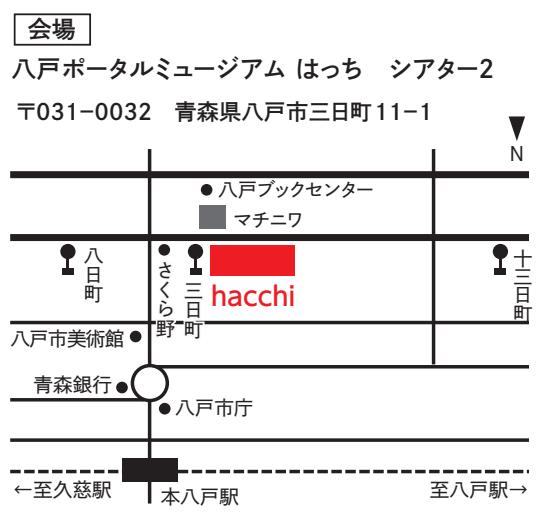 会場
八戸ポータルミュージアム はっち　シアター2
〒031-0032　青森県八戸市三日町11-1
N
八戸ブックセンター
マチニワ
八日町
さくら野
三日町
hacchi
十三日町
八戸市美術館
青森銀行
八戸市庁
←至久慈駅
本八戸駅
至八戸駅→